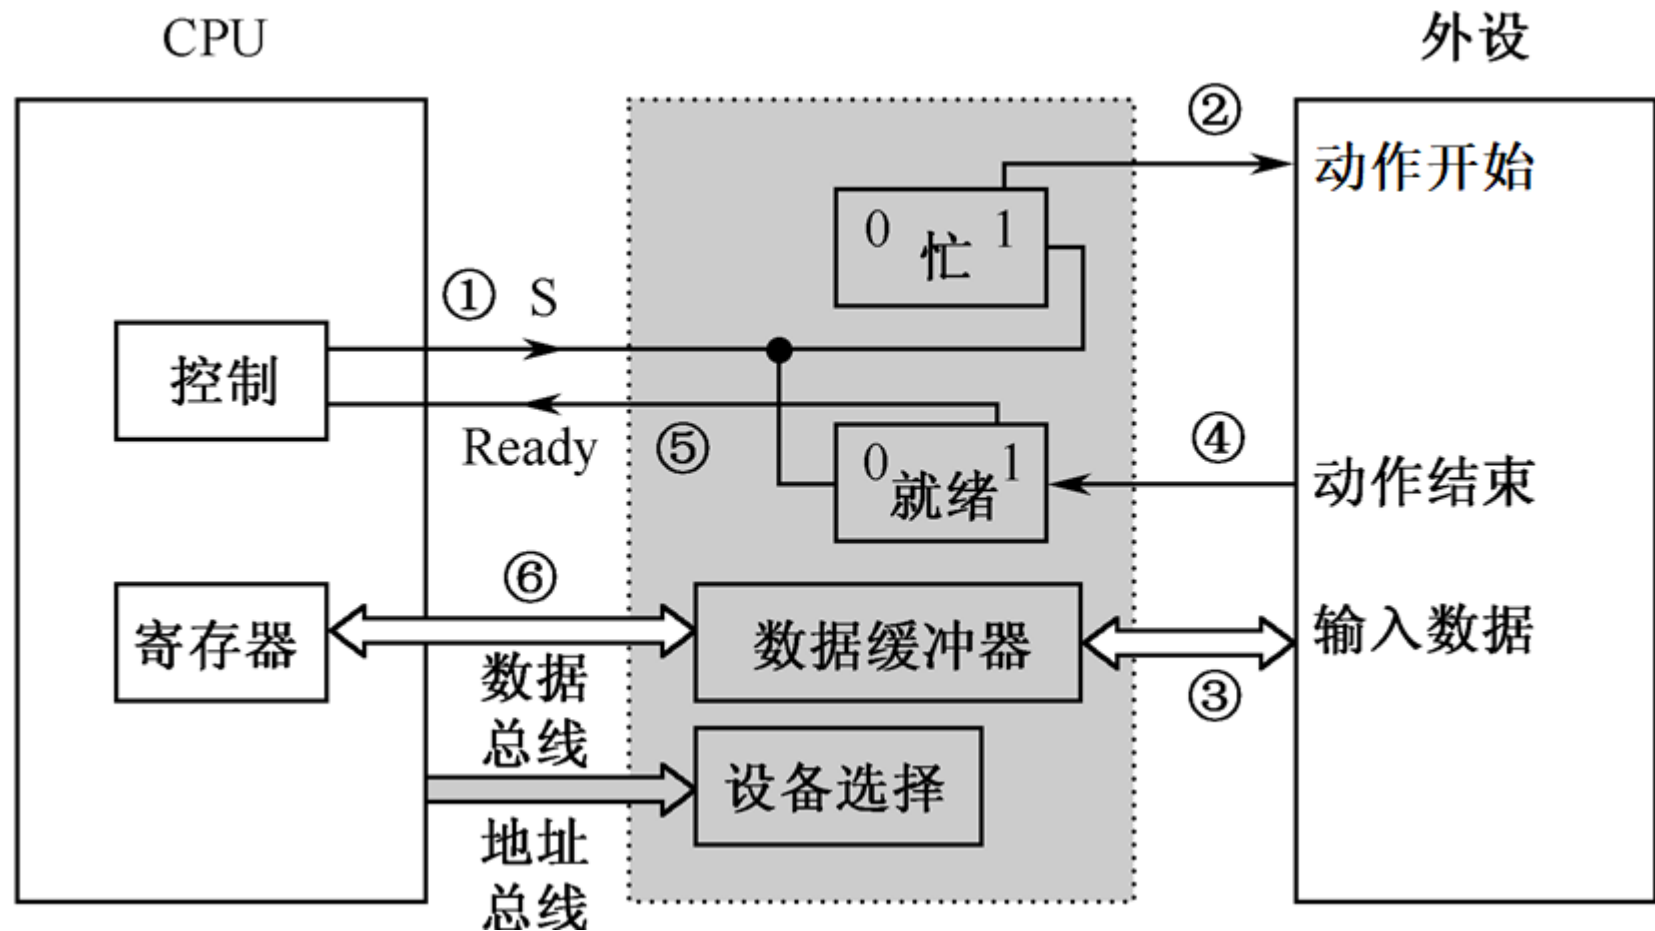 CPU
外设
②
动作开始
0 忙 1
① S
控制
Ready
⑤
0 就绪 1
④
动作结束
⑥
寄存器
数据缓冲器
输入数据
③
数据
总线
设备选择
地址
总线